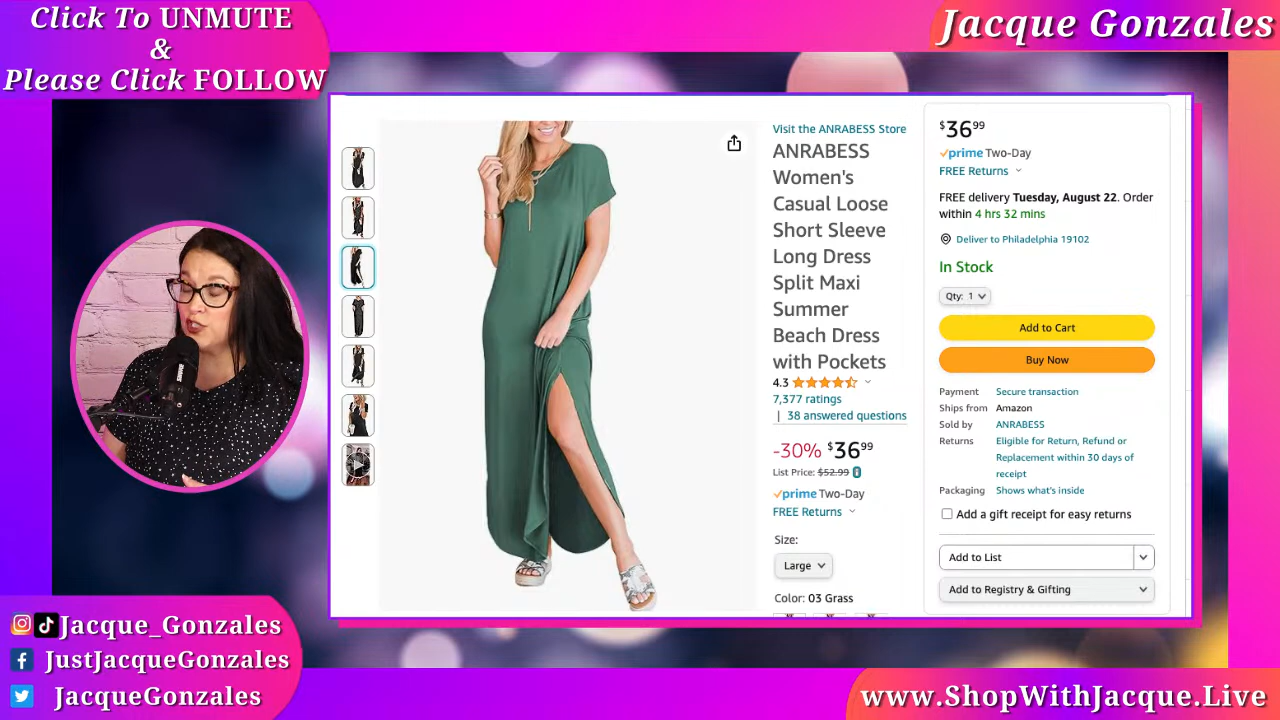 Click To UNMUTE
&
Please Click FOLLOW
Jacque Gonzales
Visit the ANRABESS Store
ANRABESS
Women's
Casual Loose
Short Sleeve
Long Dress
Split Maxi
Summer
Beach Dress
with Pockets
4.3
7,377 ratings
| 38 answered questions
-30% $36 99
List Price: $52.99
prime Two-Day
FREE Returns
Size:
Large
Color: 03 Grass
$36 99
prime Two-Day
FREE Returns
FREE delivery Tuesday, August 22. Order
within 4 hrs 32 mins
Deliver to Philadelphia 19102
In Stock
Qty: 1
Add to Cart
Buy Now
Payment Secure transaction
Ships from Amazon
Sold by ANRABESS
Returns Eligible for Return, Refund or
Replacement within 30 days of
receipt
Packaging Shows what's inside
Add a gift receipt for easy returns
Add to List
Add to Registry & Gifting
Jacque_Gonzales
JustJacqueGonzales
JacqueGonzales
www.ShopWithJacque.Live